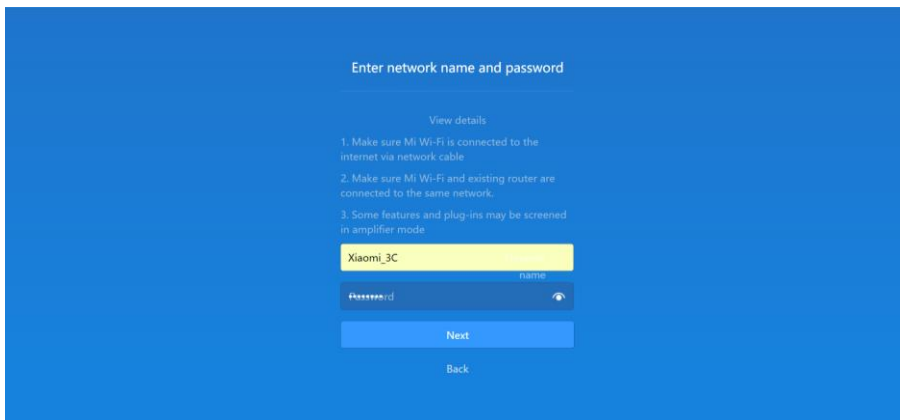 Enter network name and password
View details
1. Make sure Mi Wi-Fi is connected to the
internet via network cable
2. Make sure Mi Wi-Fi and existing router are
connected to the same network.
3. Some features and plug-ins may be screened
in amplifier mode
Xiaomi_3C
name
Password
Next
Back